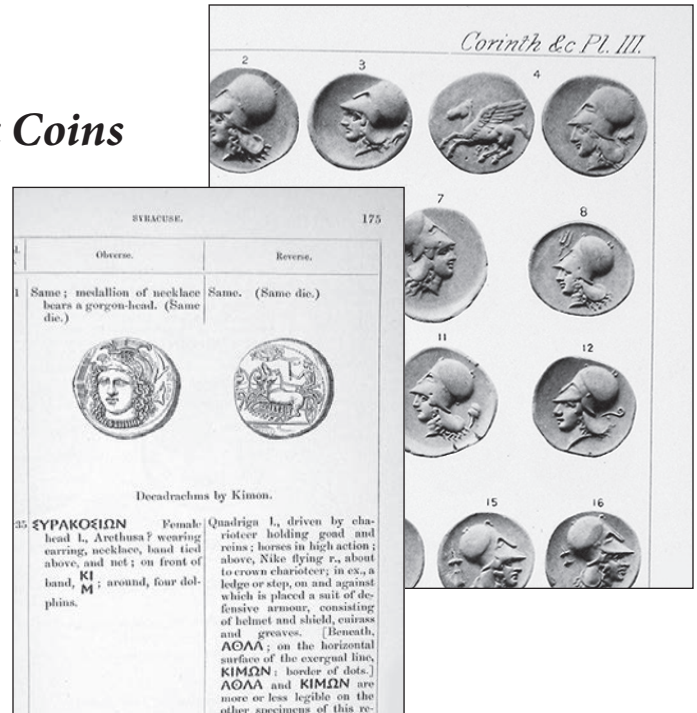 Coins
Corinth &c Pl. III.
2
3
4
7
8
11
12
15
16
SYRACUSE.
175
Obverse.
Reverse.
1
Same ; medallion of necklace
bears a gorgon-head. (Same
die.)
Same. (Same die.)
Decadrachms by Kimon.
35 ΣΥΡΑΚΟΣΙΩΝ Female
head l., Arethusa? wearing
earring, necklace, band tied
above, and net ; on front of
band, ΚΙ
Μ ; around, four dol-
phins.
Quadriga l., driven by cha-
rioteer holding goad and
reins ; horses in high action ;
above, Nike flying r., about
to crown charioteer; in ex., a
ledge or step, on and against
which is placed a suit of de-
fensive armour, consisting
of helmet and shield, cuirass
and greaves. [Beneath,
ΑΘΛΑ ; on the horizontal
surface of the exergual line,
ΚΙΜΩΝ : border of dots.]
ΑΘΛΑ and ΚΙΜΩΝ are
more or less legible on the
other specimens of this re-